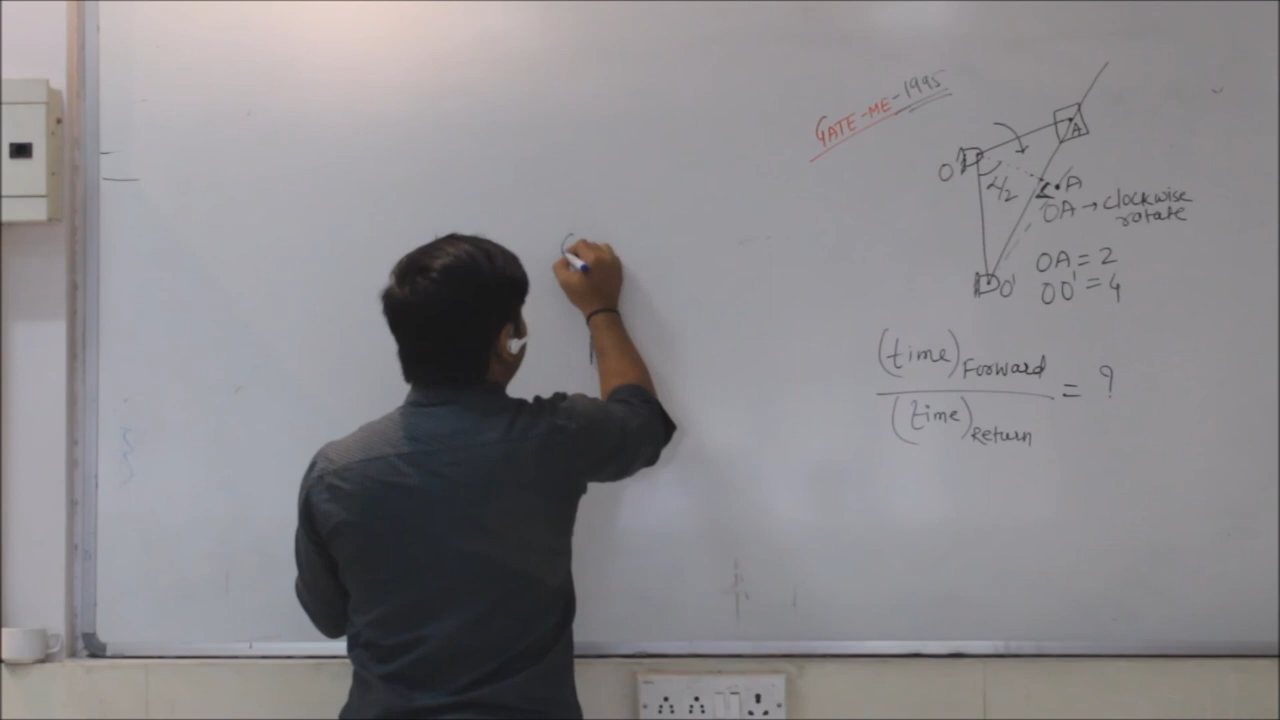 GATE-ME-1995
A
O
α/2
A
OA → clockwise
rotate
OA = 2
O'
OO' = 4
(time)Forward
= ?
(time)Return